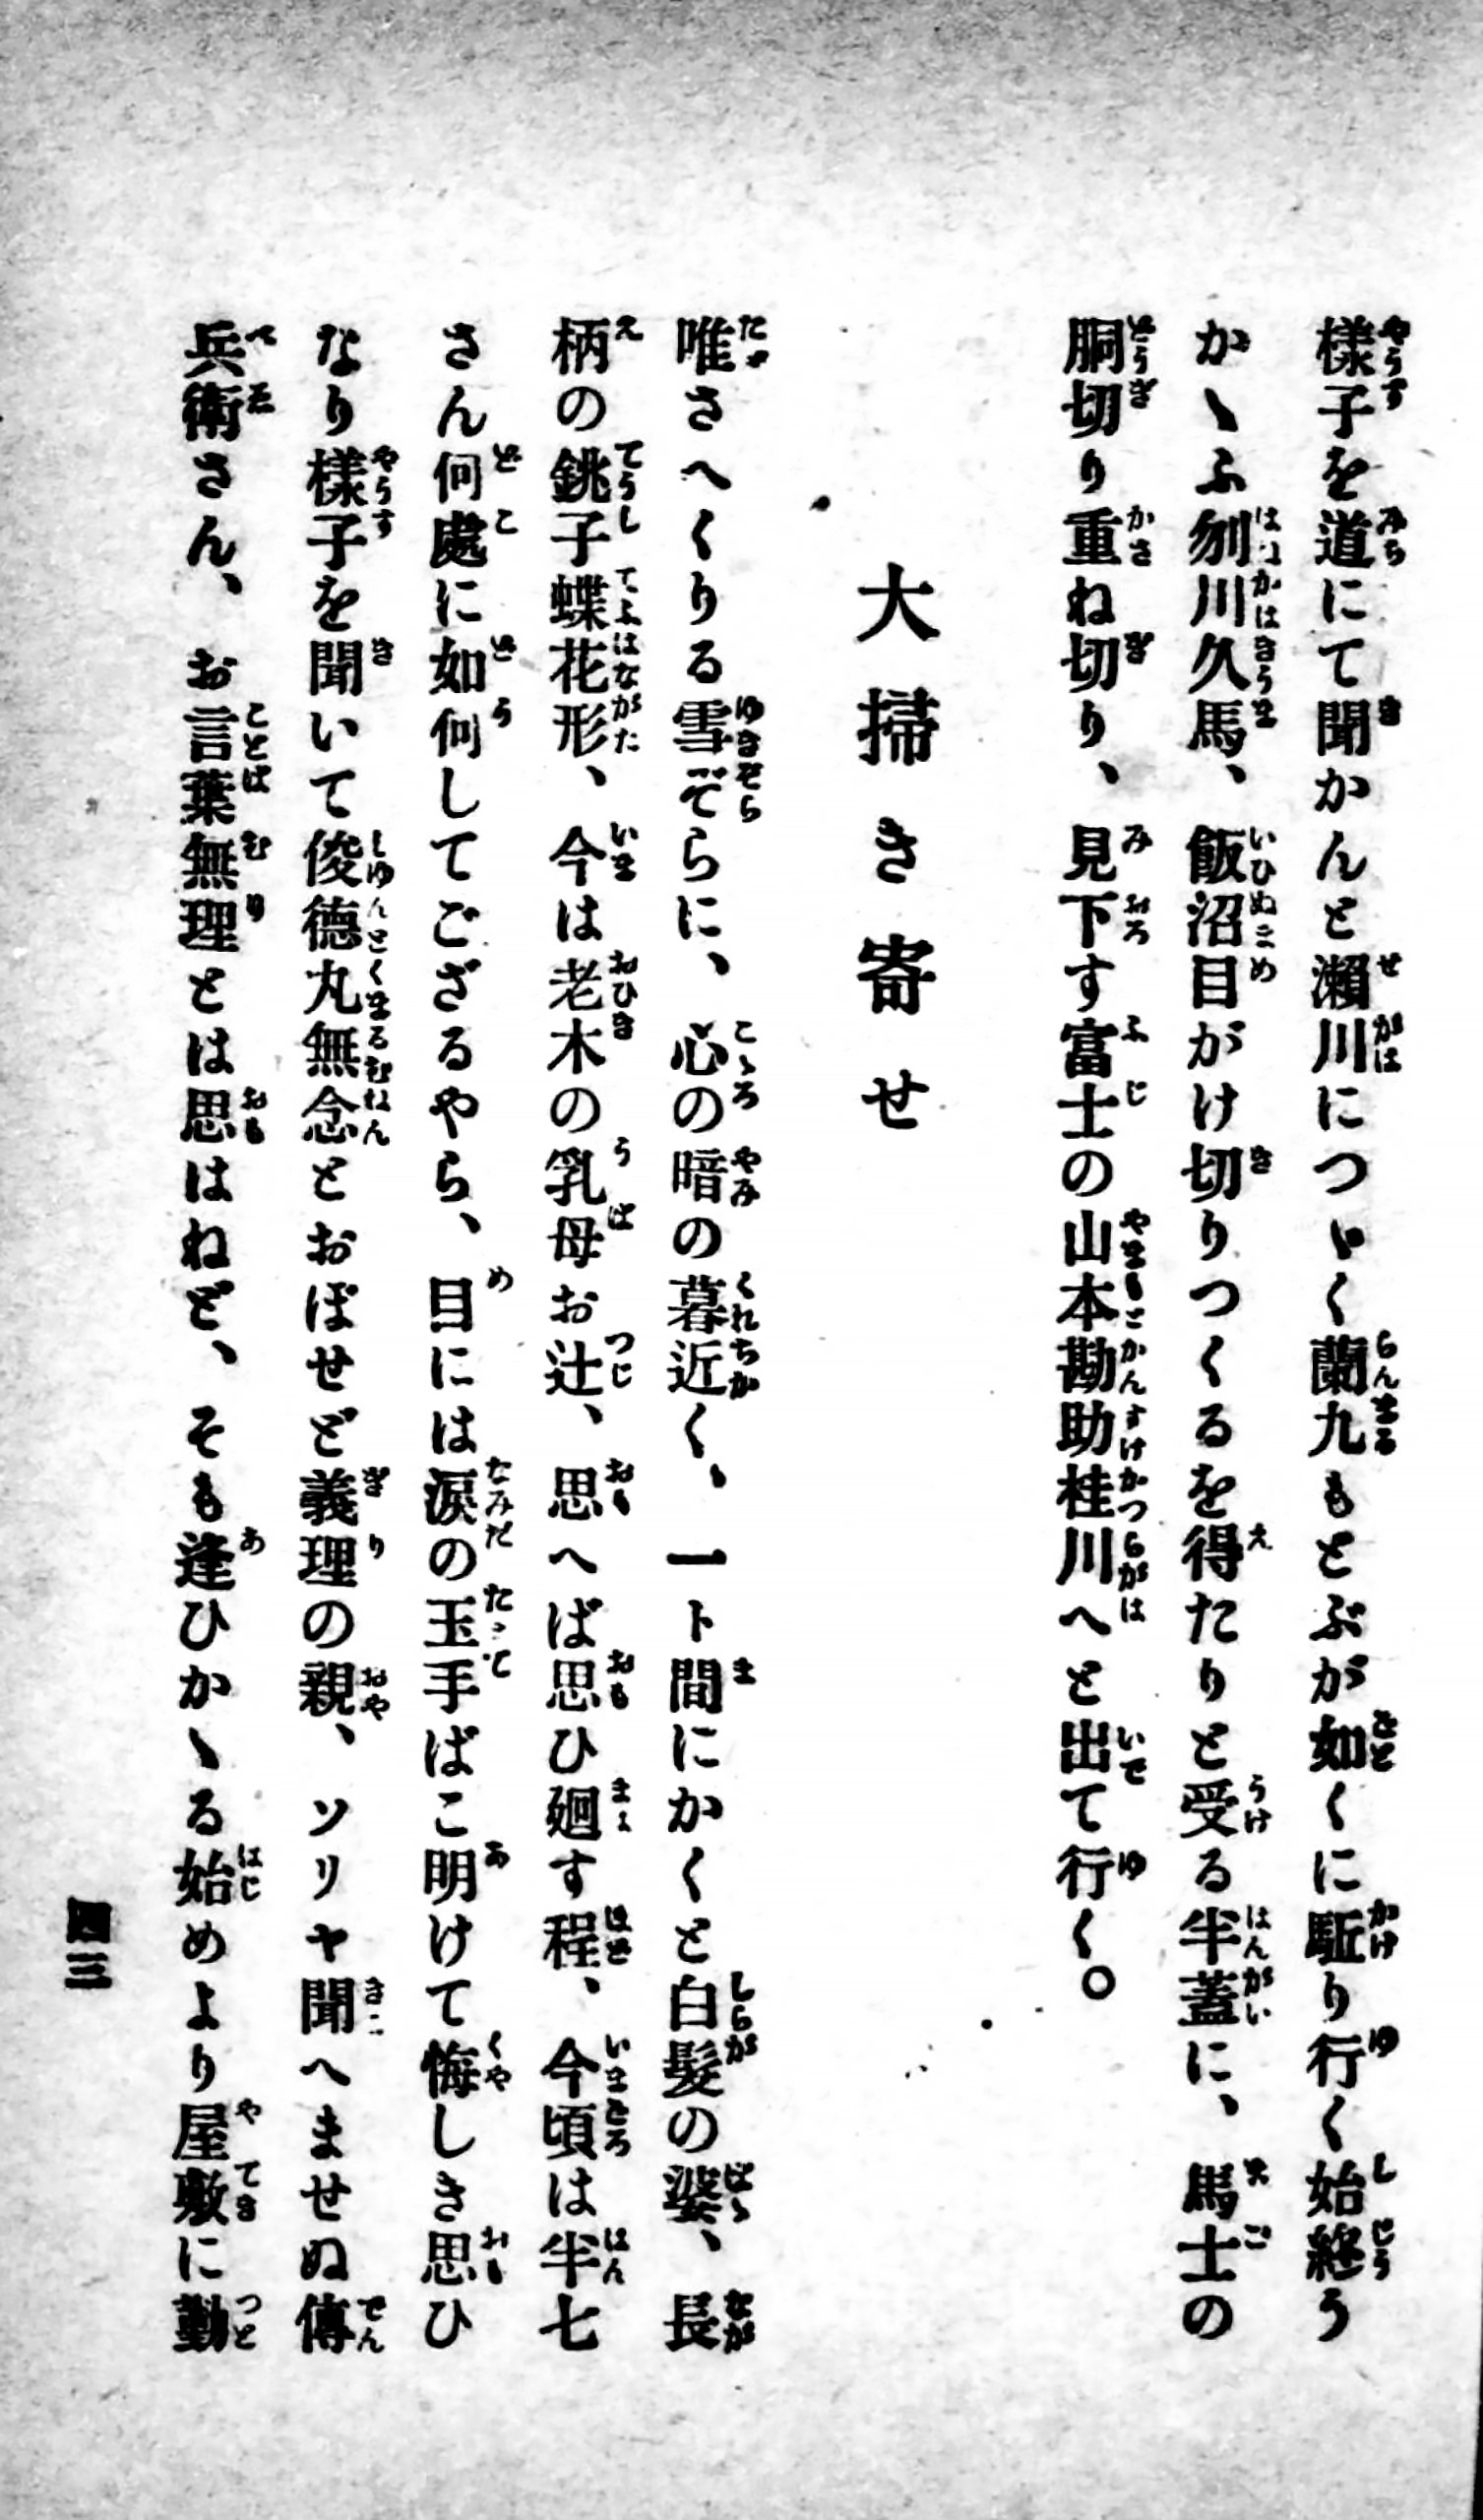 樣子を道にて聞かんと瀨川につゞく蘭丸もとぶが如くに駈り行く始終う
かゝふ刎川久馬、飯沼目がけ切りつくるを得たりと受る半蓋に、馬士の
胴切り重ね切り、見下す富士の山本勘助桂川へと出て行く。
大掃き寄せ
唯さへくりる雪ぞらに、心の暗の暮近く、一ト間にかくと白髮の婆、長
柄の銚子蝶花形、今は老木の乳母お辻、思へば思ひ廻す程、今頃は半七
さん何處に如何してござるやら、目には淚の玉手ばこ明けて悔しき思ひ
なり樣子を聞いて俊德丸無念とおぼせど義理の親、ソリヤ聞へませぬ傳
兵衞さん、お言葉無理とは思はねど、そも逢ひかゝる始めより屋敷に勤
四三